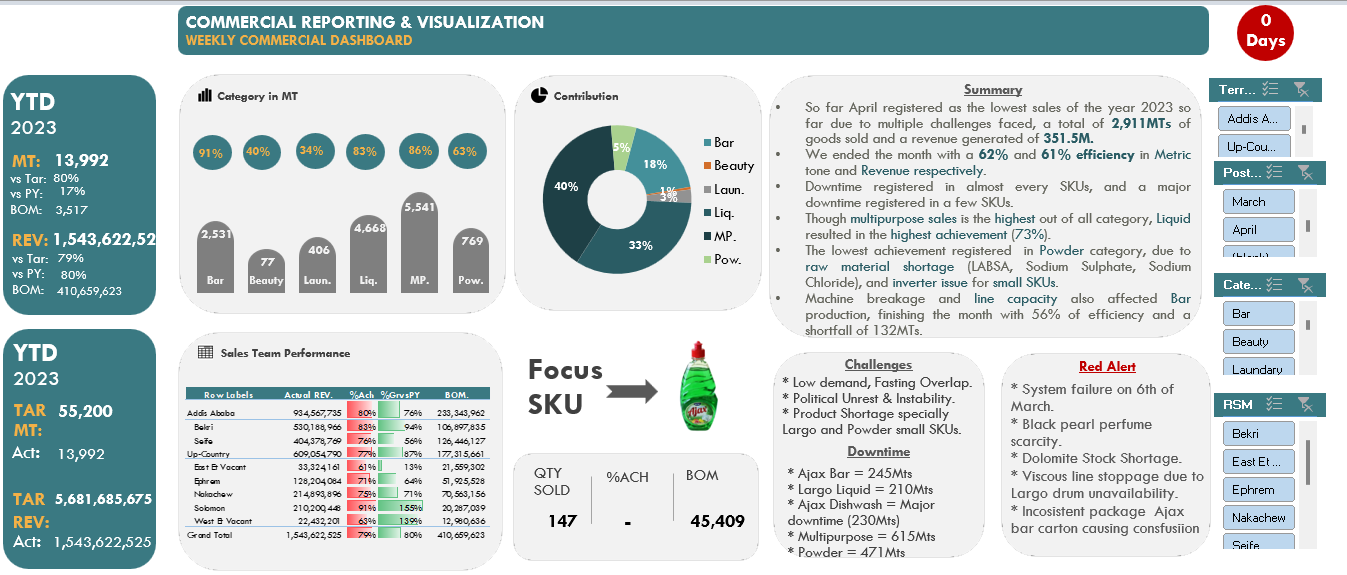 COMMERCIAL REPORTING & VISUALIZATION
WEEKLY COMMERCIAL DASHBOARD
0
Days
YTD
2023
MT: 13,992
vs Tar: 80%
vs PY: 17%
BOM: 3,517
REV: 1,543,622,52
vs Tar: 79%
vs PY: 80%
BOM: 410,659,623
Category in MT
91% 40% 34% 83% 86% 63%
2,531 77 406 4,668 5,541 769
Bar Beauty Laun. Liq. MP. Pow.
Contribution
5%
18%
1%
3%
33%
40%
Bar
Beauty
Laun.
Liq.
MP.
Pow.
Summary
• So far April registered as the lowest sales of the year 2023 so
far due to multiple challenges faced, a total of 2,911MTs of
goods sold and a revenue generated of 351.5M.
• We ended the month with a 62% and 61% efficiency in Metric
tone and Revenue respectively.
• Downtime registered in almost every SKUs, and a major
downtime registered in a few SKUs.
• Though multipurpose sales is the highest out of all category, Liquid
resulted in the highest achievement (73%).
• The lowest achievement registered in Powder category, due to
raw material shortage (LABSA, Sodium Sulphate, Sodium
Chloride), and inverter issue for small SKUs.
• Machine breakage and line capacity also affected Bar
production, finishing the month with 56% of efficiency and a
shortfall of 132MTs.
Terr...
Addis A...
Up-Cou...
Post...
March
April
(blank)
Cate...
Bar
Beauty
Laundary
RSM
Bekri
East Et ...
Ephrem
Nakachew
Seife
YTD
2023
TAR 55,200
MT:
Act: 13,992
TAR 5,681,685,675
REV:
Act: 1,543,622,525
Sales Team Performance
Row Labels Actual REV. %Ach %GrvsPY BOM.
Addis Ababa 934,567,735 80% 76% 233,343,962
Bekri 530,188,966 83% 94% 106,897,835
Seife 404,378,769 76% 56% 126,446,127
Up-Country 609,054,790 77% 87% 177,315,661
East Et Vacant 33,324,161 61% 13% 21,559,302
Ephrem 128,204,084 71% 64% 51,925,528
Nakachew 214,893,896 75% 71% 70,563,156
Solomon 210,200,448 91% 155% 20,287,039
West Et Vacant 22,432,201 63% 139% 12,980,636
Grand Total 1,543,622,525 79% 80% 410,659,623
Focus
SKU
Ajax
QTY
SOLD
%ACH
BOM
147
-
45,409
Challenges
* Low demand, Fasting Overlap.
* Political Unrest & Instability.
* Product Shortage specially
Largo and Powder small SKUs.
Downtime
* Ajax Bar = 245Mts
* Largo Liquid = 210Mts
* Ajax Dishwash = Major
downtime (230Mts)
* Multipurpose = 615Mts
* Powder = 471Mts
Red Alert
* System failure on 6th of
March.
* Black pearl perfume
scarcity.
* Dolomite Stock Shortage.
* Viscous line stoppage due to
Largo drum unavailability.
* Incosistent package Ajax
bar carton causing consfusiion